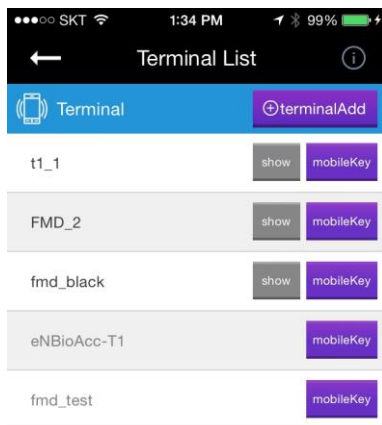 SKT 1:34 PM 99%
Terminal List
Terminal ⊕terminalAdd
t1_1 show mobileKey
FMD_2 show mobileKey
fmd_black show mobileKey
eNBioAcc-T1 mobileKey
fmd_test mobileKey